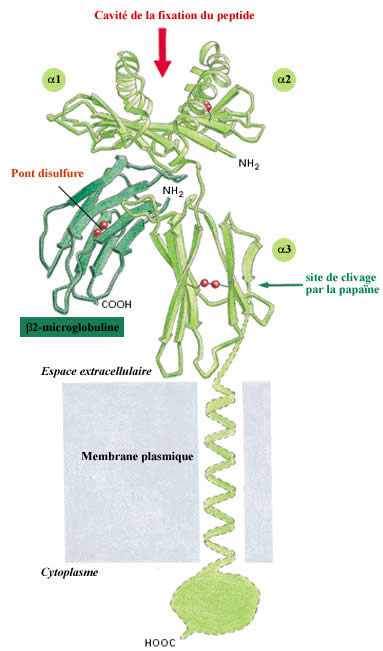 Cavité de la fixation du peptide
α1
α2
NH2
Pont disulfure
NH2
α3
site de clivage
par la papaïne
COOH
β2-microglobuline
Espace extracellulaire
Membrane plasmique
Cytoplasme
HOOC